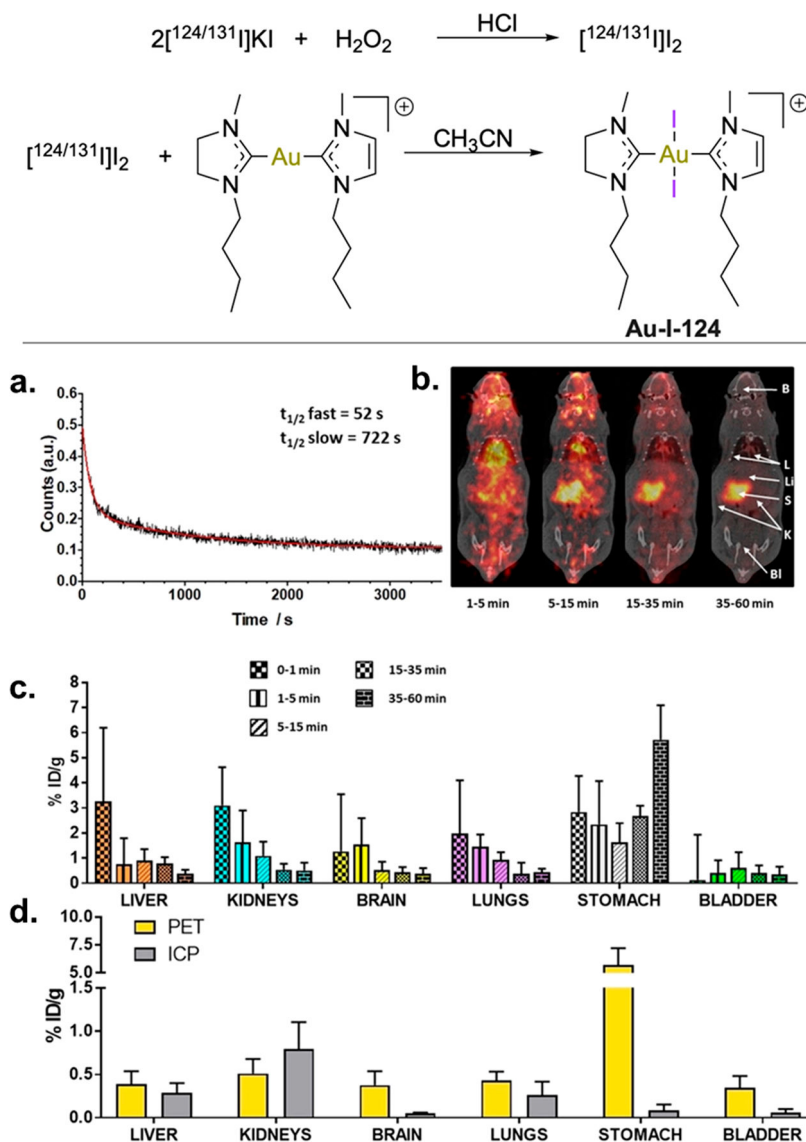 2[124/131I]KI + H2O2 HCl [124/131I]I2
[124/131I]I2 + N N Au N N ⊕ CH3CN N N I Au I N N ⊕
Au-I-124
a.
0.6
0.5
0.4
0.3
0.2
0.1
0.0
Counts (a.u.)
t1/2 fast = 52 s
t1/2 slow = 722 s
0 1000 2000 3000
Time / s
b.
B
L
Li
S
K
Bl
1-5 min 5-15 min 15-35 min 35-60 min
c.
0-1 min 15-35 min
1-5 min 35-60 min
5-15 min
8
7
6
5
4
3
2
1
0
% ID/g
LIVER KIDNEYS BRAIN LUNGS STOMACH BLADDER
d.
PET
ICP
10.0
7.5
5.0
1.0
0.5
0.0
% ID/g
LIVER KIDNEYS BRAIN LUNGS STOMACH BLADDER